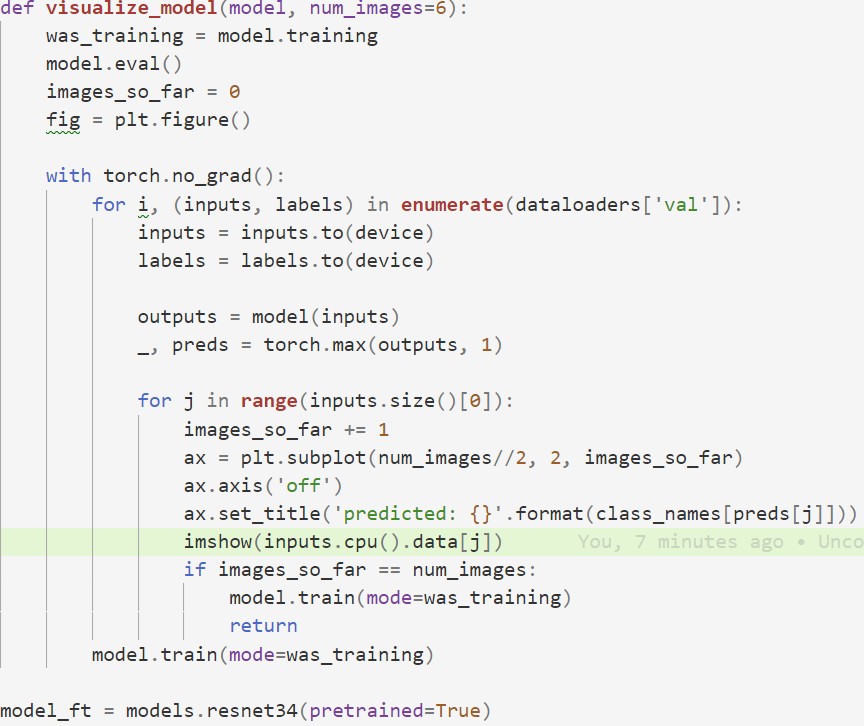 def visualize_model(model, num_images=6):
    was_training = model.training
    model.eval()
    images_so_far = 0
    fig = plt.figure()

    with torch.no_grad():
        for i, (inputs, labels) in enumerate(dataloaders['val']):
            inputs = inputs.to(device)
            labels = labels.to(device)

            outputs = model(inputs)
            _, preds = torch.max(outputs, 1)

            for j in range(inputs.size()[0]):
                images_so_far += 1
                ax = plt.subplot(num_images//2, 2, images_so_far)
                ax.axis('off')
                ax.set_title('predicted: {}'.format(class_names[preds[j]]))
                imshow(inputs.cpu().data[j]) You, 7 minutes ago • Unco
                if images_so_far == num_images:
                    model.train(mode=was_training)
                    return
        model.train(mode=was_training)

model_ft = models.resnet34(pretrained=True)